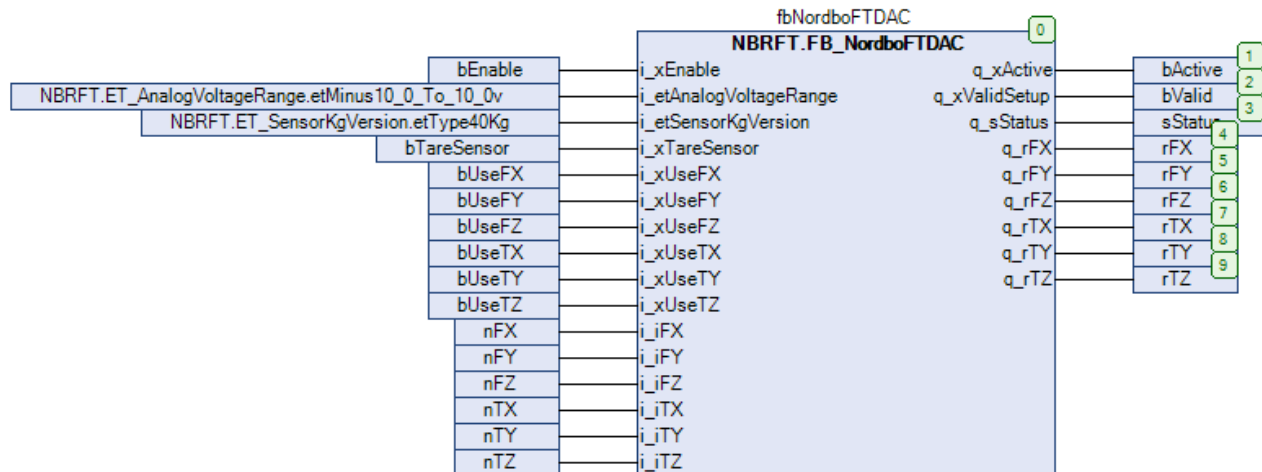 fbNordboFTDAC
0
NBRFT.FB_NordboFTDAC
1
bEnable i_xEnable q_xActive bActive
2
NBRFT.ET_AnalogVoltageRange.etMinus10_0_To_10_0v i_etAnalogVoltageRange q_xValidSetup bValid
3
NBRFT.ET_SensorKgVersion.etType40Kg i_etSensorKgVersion q_sStatus sStatus
4
bTareSensor i_xTareSensor q_rFX rFX
5
bUseFX i_xUseFX q_rFY rFY
6
bUseFY i_xUseFY q_rFZ rFZ
7
bUseFZ i_xUseFZ q_rTX rTX
8
bUseTX i_xUseTX q_rTY rTY
9
bUseTY i_xUseTY q_rTZ rTZ
bUseTZ i_xUseTZ
nFX i_iFX
nFY i_iFY
nFZ i_iFZ
nTX i_iTX
nTY i_iTY
nTZ i_iTZ